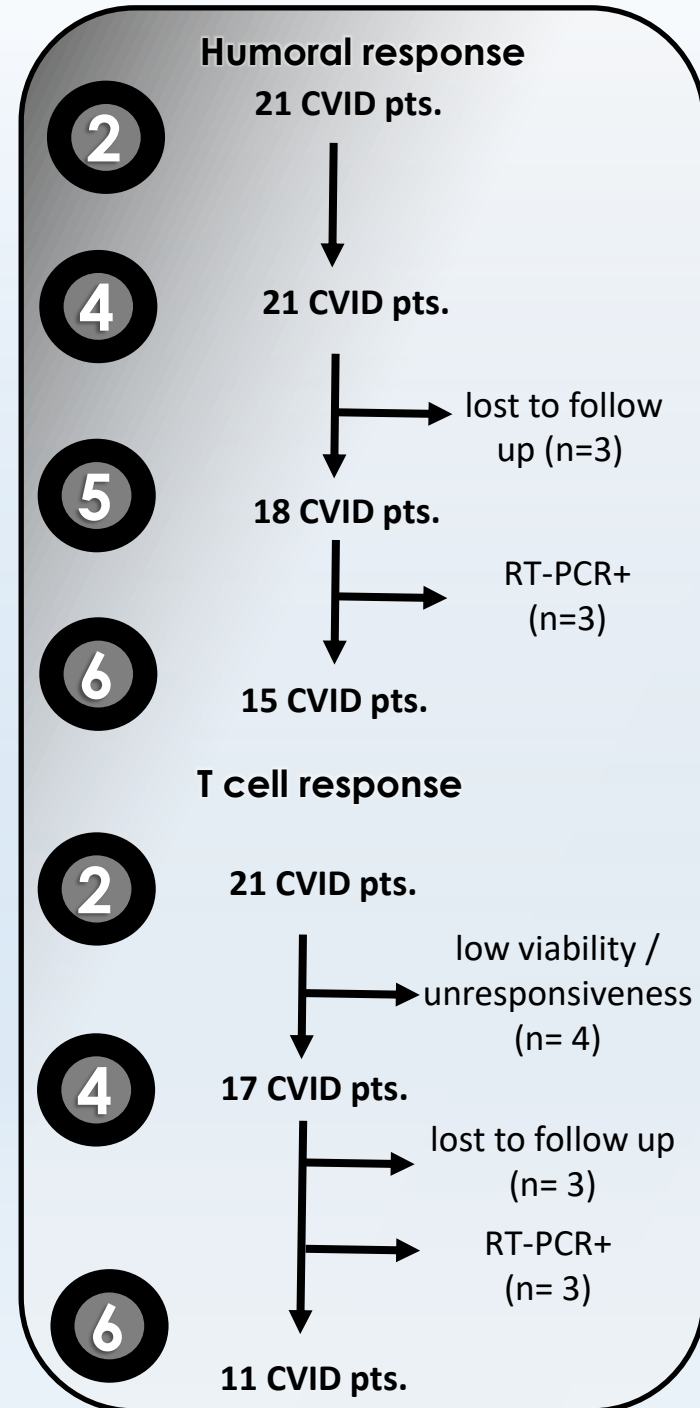 Humoral response
2
21 CVID pts.
4
21 CVID pts.
lost to follow
up (n=3)
5
18 CVID pts.
RT-PCR+
(n=3)
6
15 CVID pts.
T cell response
2
21 CVID pts.
low viability /
unresponsiveness
(n= 4)
4
17 CVID pts.
lost to follow up
(n= 3)
RT-PCR+
(n= 3)
6
11 CVID pts.